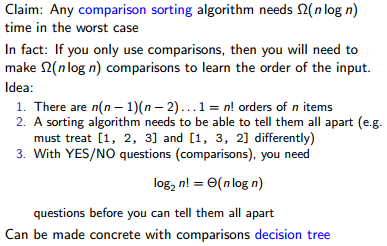 Claim: Any comparison sorting algorithm needs Ω(n log n)
time in the worst case
In fact: If you only use comparisons, then you will need to
make Ω(n log n) comparisons to learn the order of the input.
Idea:
1. There are n(n − 1)(n − 2) . . . 1 = n! orders of n items
2. A sorting algorithm needs to be able to tell them all apart (e.g.
must treat [1, 2, 3] and [1, 3, 2] differently)
3. With YES/NO questions (comparisons), you need
log₂ n! = Θ(n log n)
questions before you can tell them all apart
Can be made concrete with comparisons decision tree